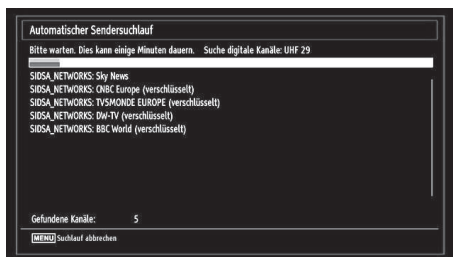 Automatischer Sendersuchlauf
Bitte warten. Dies kann einige Minuten dauern. Suche digitale Kanäle: UHF 29
SIDSA_NETWORKS: Sky News
SIDSA_NETWORKS: CNBC Europe (verschlüsselt)
SIDSA_NETWORKS: TV5MONDE EUROPE (verschlüsselt)
SIDSA_NETWORKS: DW-TV (verschlüsselt)
SIDSA_NETWORKS: BBC World (verschlüsselt)
Gefundene Kanäle: 5
MENU Suchlauf abbrechen